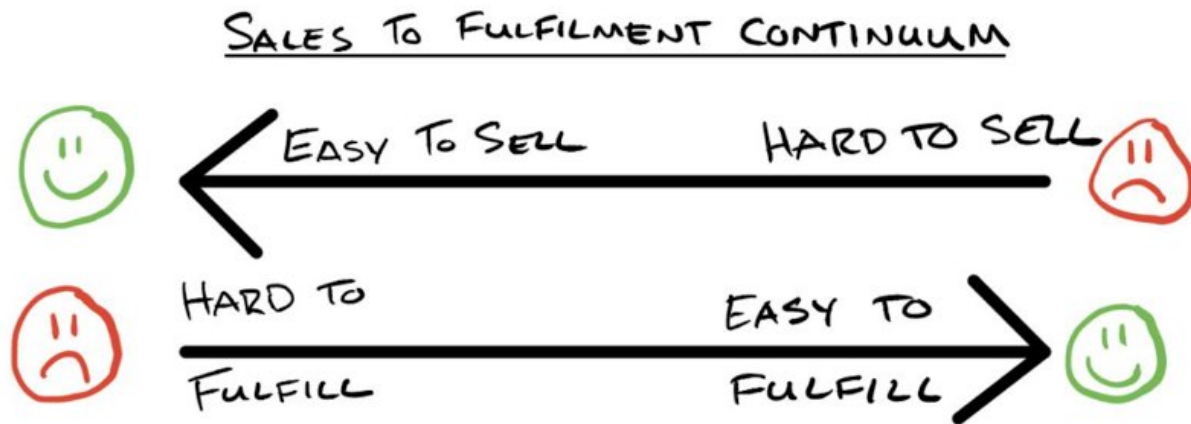 SALES TO FULFILMENT CONTINUUM
EASY TO SELL
HARD TO SELL
HARD TO
FULFILL
EASY TO
FULFILL